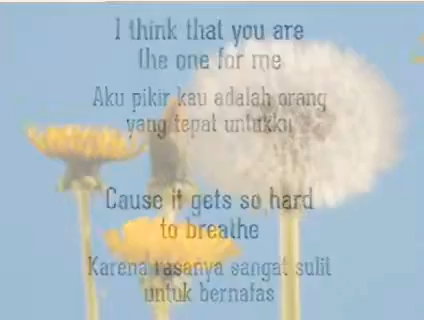 I think that you are
the one for me
Aku pikir kau adalah orang
yang tepat untukku
Cause it gets so hard
to breathe
Karena rasanya sangat sulit
untuk bernafas